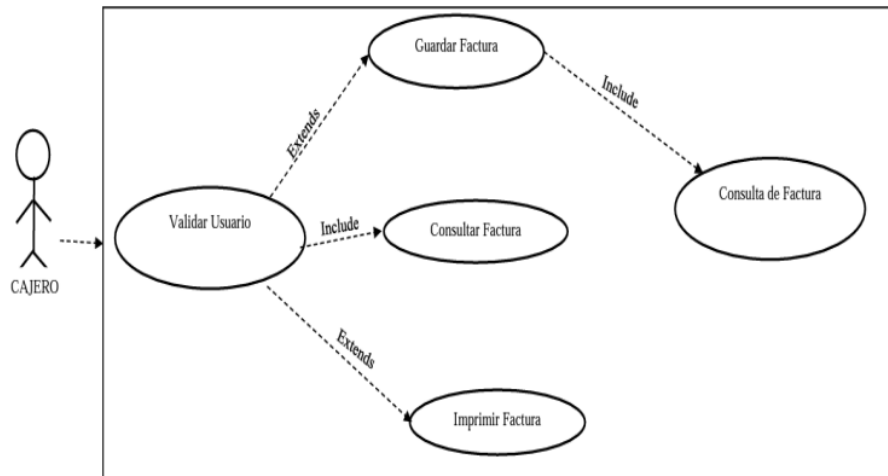 Guardar Factura
Extends
Include
Consulta de Factura
Validar Usuario
Include
Consultar Factura
CAJERO
Extends
Imprimir Factura